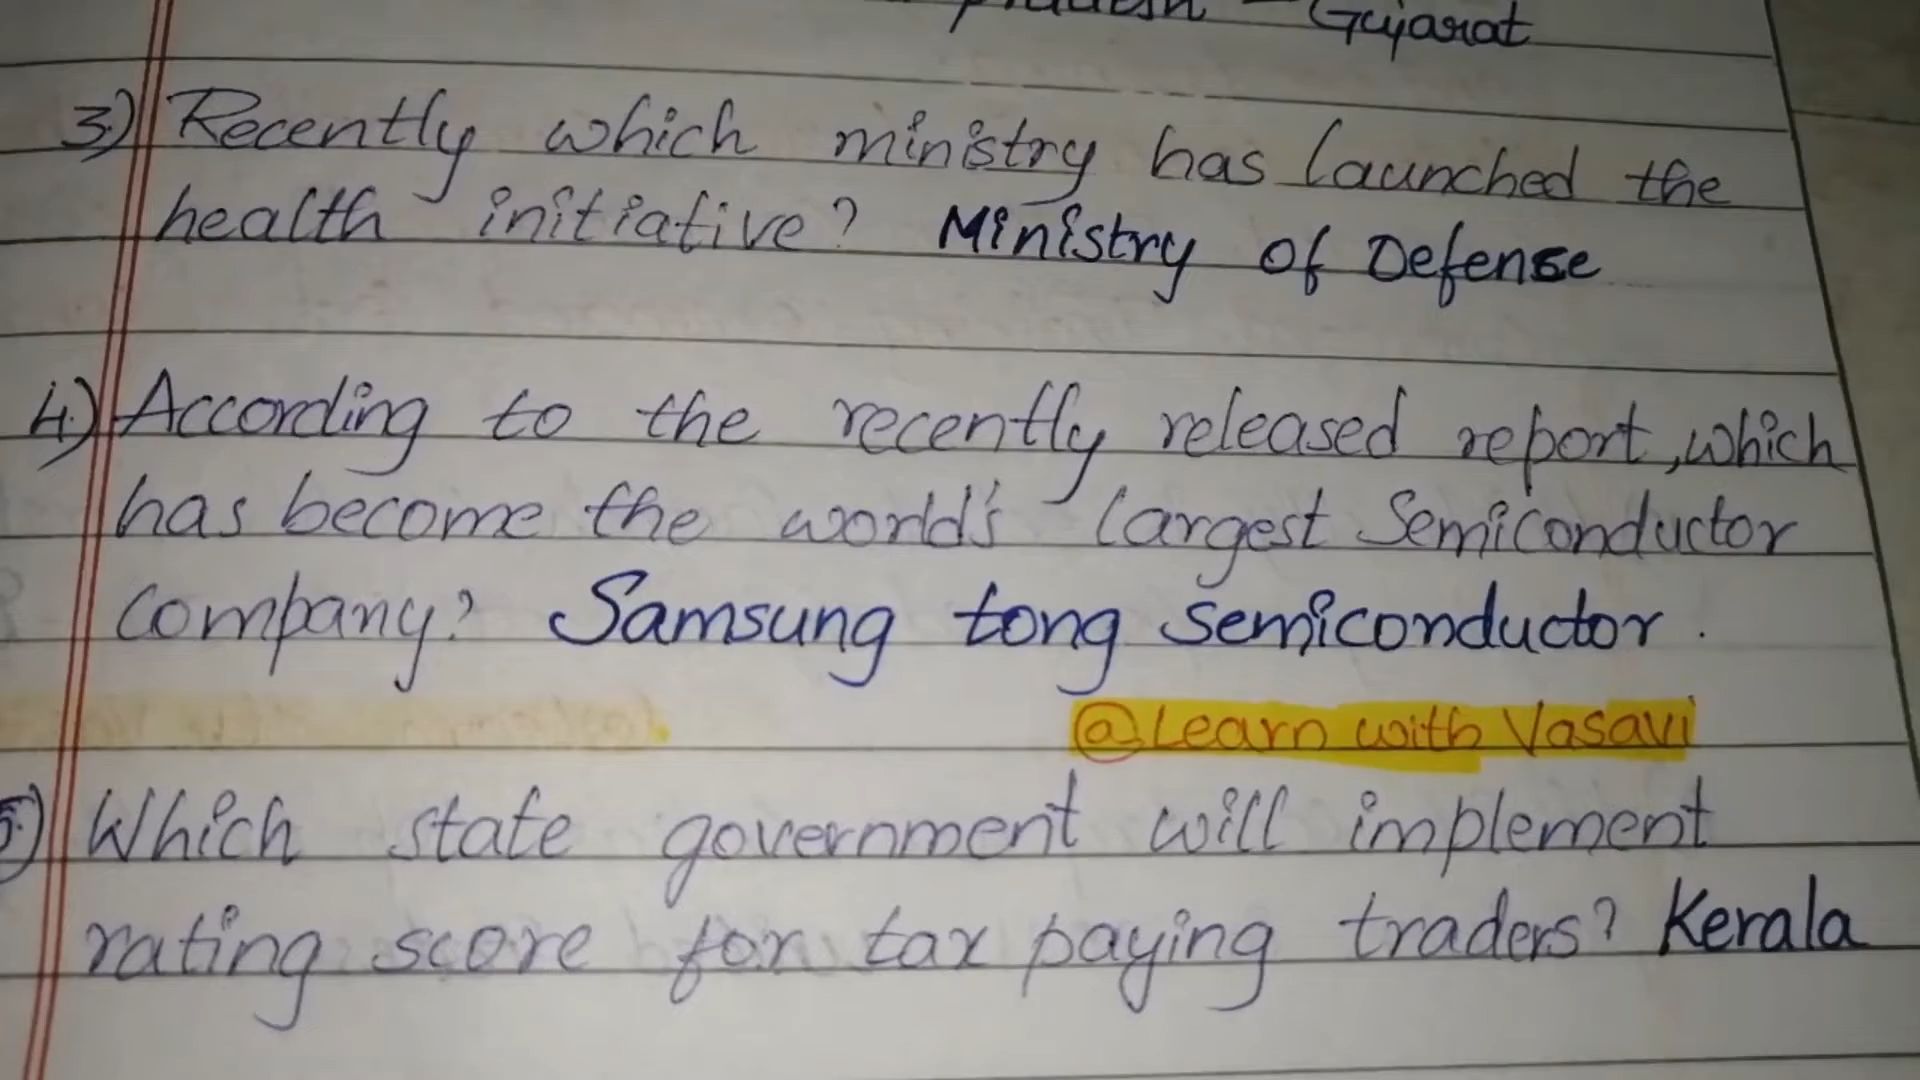 pradesh - Gujarat
3) Recently which ministry has launched the
health initiative? Ministry of Defense
4) According to the recently released report, which
has become the world's largest Semiconductor
company? Samsung tong semiconductor.
@Learn with Vasavi
5) Which state government will implement
rating score for tax paying traders? Kerala